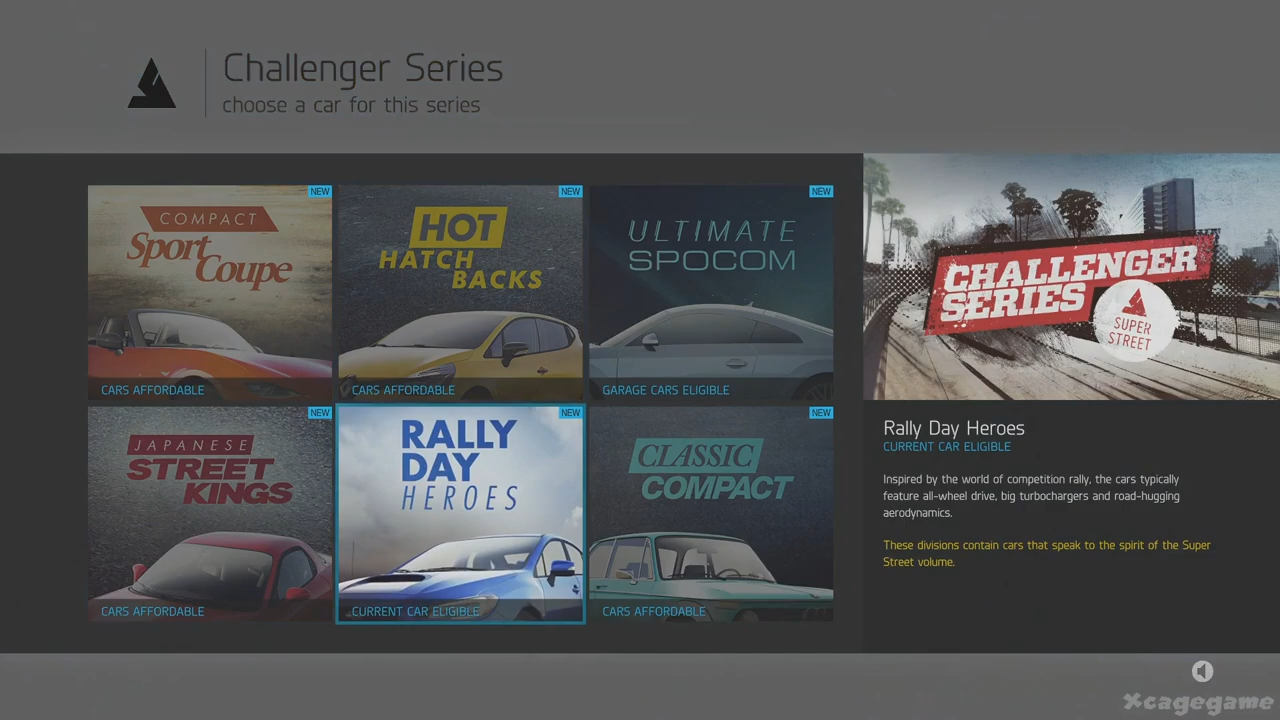 Challenger Series
choose a car for this series
NEW
COMPACT
Sport
Coupe
CARS AFFORDABLE
NEW
HOT
HATCH
BACKS
CARS AFFORDABLE
NEW
ULTIMATE
SPOCOM
GARAGE CARS ELIGIBLE
NEW
JAPANESE
STREET
KINGS
CARS AFFORDABLE
NEW
RALLY
DAY
HEROES
CURRENT CAR ELIGIBLE
NEW
CLASSIC
COMPACT
CARS AFFORDABLE
CHALLENGER
SERIES
SUPER
STREET
Rally Day Heroes
CURRENT CAR ELIGIBLE
Inspired by the world of competition rally, the cars typically
feature all-wheel drive, big turbochargers and road-hugging
aerodynamics.
These divisions contain cars that speak to the spirit of the Super
Street volume.
Xcagegame